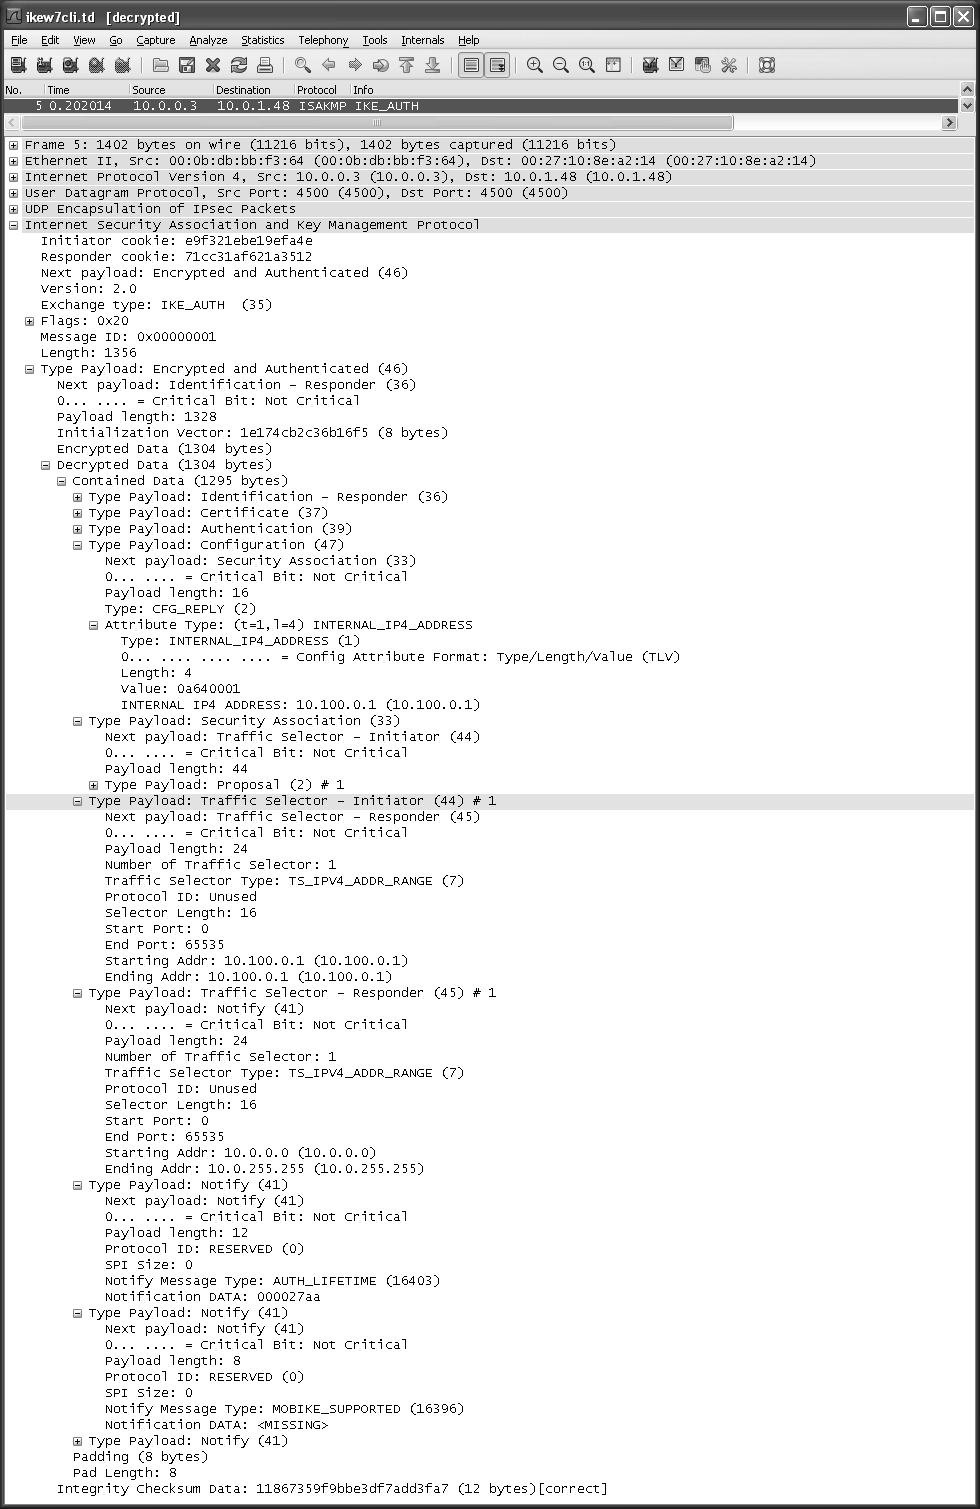 ikew7cli.td [decrypted]
File Edit View Go Capture Analyze Statistics Telephony Tools Internals Help
No. Time Source Destination Protocol Info
5 0.202014 10.0.0.3 10.0.1.48 ISAKMP IKE_AUTH
Frame 5: 1402 bytes on wire (11216 bits), 1402 bytes captured (11216 bits)
Ethernet II, Src: 00:0b:db:bb:f3:64 (00:0b:db:bb:f3:64), Dst: 00:27:10:8e:a2:14 (00:27:10:8e:a2:14)
Internet Protocol Version 4, Src: 10.0.0.3 (10.0.0.3), Dst: 10.0.1.48 (10.0.1.48)
User Datagram Protocol, Src Port: 4500 (4500), Dst Port: 4500 (4500)
UDP Encapsulation of IPsec Packets
Internet Security Association and Key Management Protocol
Initiator cookie: e9f321ebe19efa4e
Responder cookie: 71cc31af621a3512
Next payload: Encrypted and Authenticated (46)
Version: 2.0
Exchange type: IKE_AUTH (35)
Flags: 0x20
Message ID: 0x00000001
Length: 1356
Type Payload: Encrypted and Authenticated (46)
Next payload: Identification - Responder (36)
0... .... = Critical Bit: Not Critical
Payload length: 1328
Initialization Vector: 1e174cb2c36b16f5 (8 bytes)
Encrypted Data (1304 bytes)
Decrypted Data (1304 bytes)
Contained Data (1295 bytes)
Type Payload: Identification - Responder (36)
Type Payload: Certificate (37)
Type Payload: Authentication (39)
Type Payload: Configuration (47)
Next payload: Security Association (33)
0... .... = Critical Bit: Not Critical
Payload length: 16
Type: CFG_REPLY (2)
Attribute Type: (t=1,l=4) INTERNAL_IP4_ADDRESS
Type: INTERNAL_IP4_ADDRESS (1)
0... .... .... .... = Config Attribute Format: Type/Length/Value (TLV)
Length: 4
Value: 0a640001
INTERNAL IP4 ADDRESS: 10.100.0.1 (10.100.0.1)
Type Payload: Security Association (33)
Next payload: Traffic Selector - Initiator (44)
0... .... = Critical Bit: Not Critical
Payload length: 44
Type Payload: Proposal (2) # 1
Type Payload: Traffic Selector - Initiator (44) # 1
Next payload: Traffic Selector - Responder (45)
0... .... = Critical Bit: Not Critical
Payload length: 24
Number of Traffic Selector: 1
Traffic Selector Type: TS_IPV4_ADDR_RANGE (7)
Protocol ID: Unused
Selector Length: 16
Start Port: 0
End Port: 65535
Starting Addr: 10.100.0.1 (10.100.0.1)
Ending Addr: 10.100.0.1 (10.100.0.1)
Type Payload: Traffic Selector - Responder (45) # 1
Next payload: Notify (41)
0... .... = Critical Bit: Not Critical
Payload length: 24
Number of Traffic Selector: 1
Traffic Selector Type: TS_IPV4_ADDR_RANGE (7)
Protocol ID: Unused
Selector Length: 16
Start Port: 0
End Port: 65535
Starting Addr: 10.0.0.0 (10.0.0.0)
Ending Addr: 10.0.255.255 (10.0.255.255)
Type Payload: Notify (41)
Next payload: Notify (41)
0... .... = Critical Bit: Not Critical
Payload length: 12
Protocol ID: RESERVED (0)
SPI Size: 0
Notify Message Type: AUTH_LIFETIME (16403)
Notification DATA: 000027aa
Type Payload: Notify (41)
Next payload: Notify (41)
0... .... = Critical Bit: Not Critical
Payload length: 8
Protocol ID: RESERVED (0)
SPI Size: 0
Notify Message Type: MOBIKE_SUPPORTED (16396)
Notification DATA: <MISSING>
Type Payload: Notify (41)
Padding (8 bytes)
Pad Length: 8
Integrity Checksum Data: 11867359f9bbe3df7add3fa7 (12 bytes)[correct]